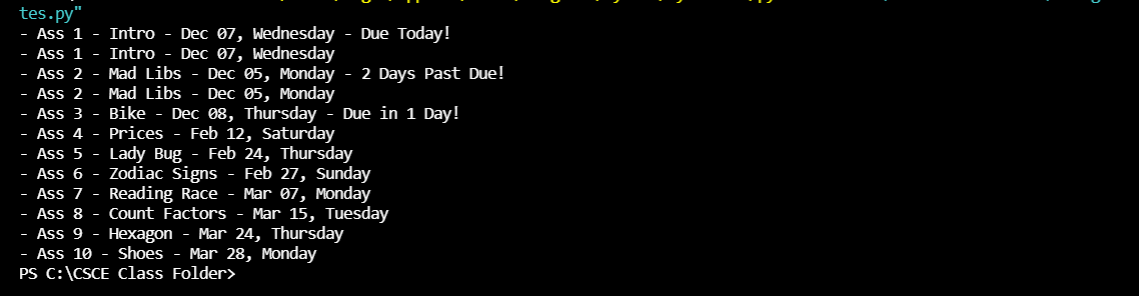 tes.py"
- Ass 1 - Intro - Dec 07, Wednesday - Due Today!
- Ass 1 - Intro - Dec 07, Wednesday
- Ass 2 - Mad Libs - Dec 05, Monday - 2 Days Past Due!
- Ass 2 - Mad Libs - Dec 05, Monday
- Ass 3 - Bike - Dec 08, Thursday - Due in 1 Day!
- Ass 4 - Prices - Feb 12, Saturday
- Ass 5 - Lady Bug - Feb 24, Thursday
- Ass 6 - Zodiac Signs - Feb 27, Sunday
- Ass 7 - Reading Race - Mar 07, Monday
- Ass 8 - Count Factors - Mar 15, Tuesday
- Ass 9 - Hexagon - Mar 24, Thursday
- Ass 10 - Shoes - Mar 28, Monday
PS C:\CSCE Class Folder>